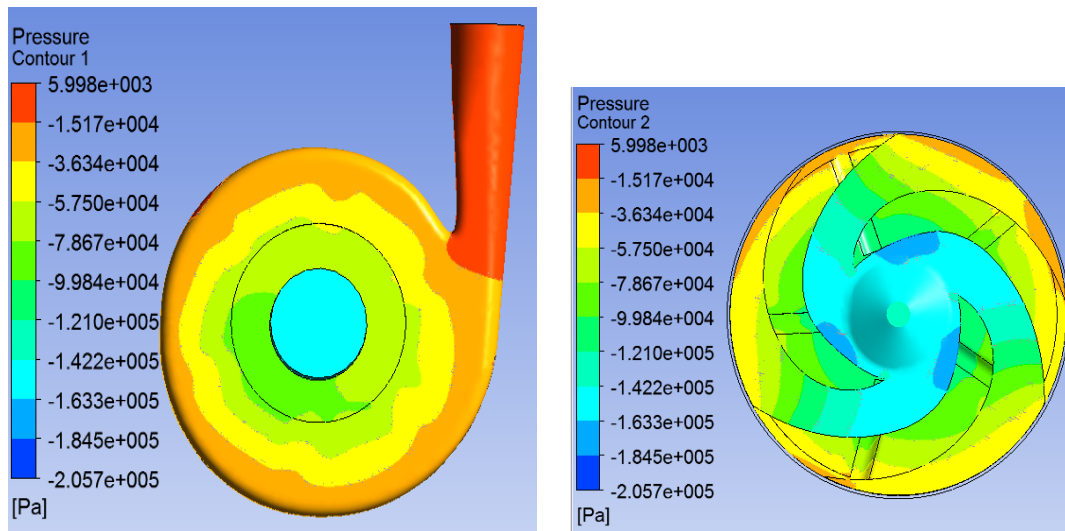 Pressure
Contour 1
5.998e+003
-1.517e+004
-3.634e+004
-5.750e+004
-7.867e+004
-9.984e+004
-1.210e+005
-1.422e+005
-1.633e+005
-1.845e+005
-2.057e+005
[Pa]
Pressure
Contour 2
5.998e+003
-1.517e+004
-3.634e+004
-5.750e+004
-7.867e+004
-9.984e+004
-1.210e+005
-1.422e+005
-1.633e+005
-1.845e+005
-2.057e+005
[Pa]